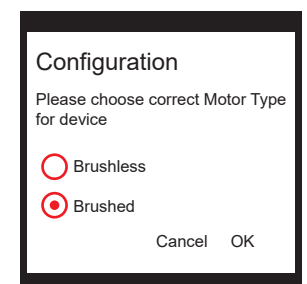 Configuration
Please choose correct Motor Type
for device
Brushless
Brushed
Cancel OK